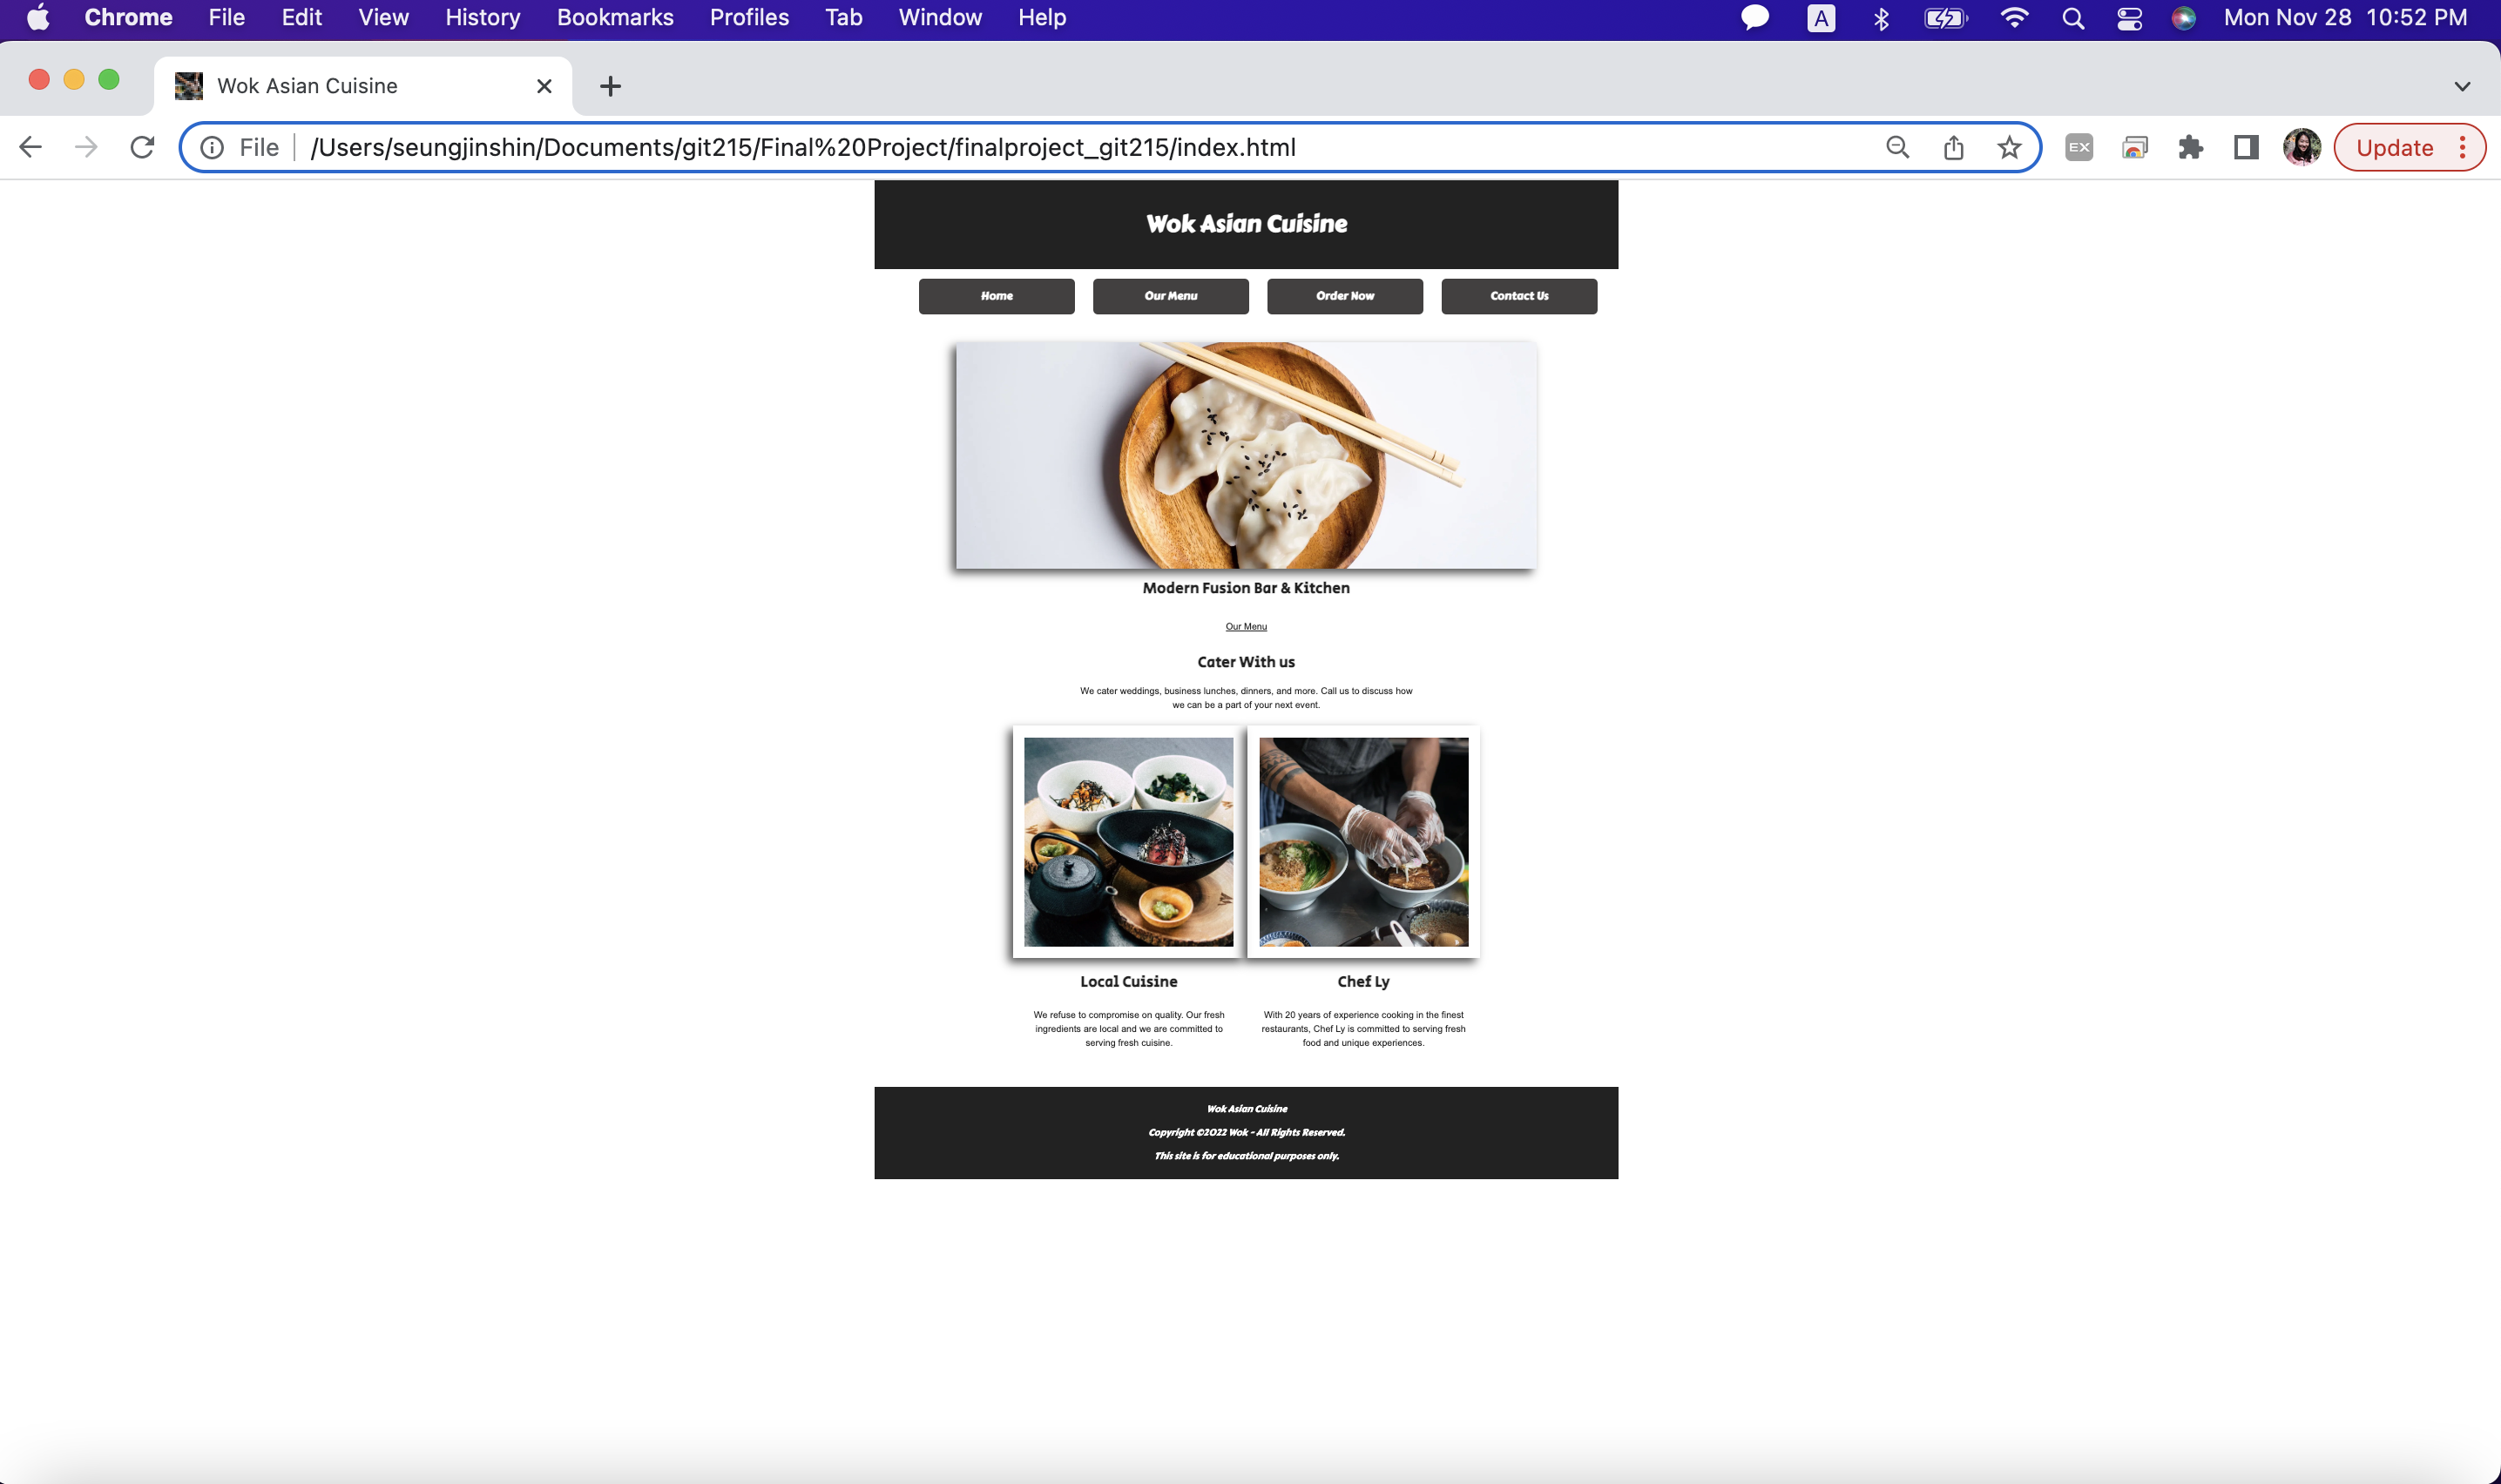 Chrome File Edit View History Bookmarks Profiles Tab Window Help A Mon Nov 28 10:52 PM
Wok Asian Cuisine
File /Users/seungjinshin/Documents/git215/Final%20Project/finalproject_git215/index.html EX Update
Wok Asian Cuisine
Home Our Menu Order Now Contact Us
Modern Fusion Bar & Kitchen
Our Menu
Cater With us
We cater weddings, business lunches, dinners, and more. Call us to discuss how
we can be a part of your next event.
Local Cuisine
We refuse to compromise on quality. Our fresh
ingredients are local and we are committed to
serving fresh cuisine.
Chef Ly
With 20 years of experience cooking in the finest
restaurants, Chef Ly is committed to serving fresh
food and unique experiences.
Wok Asian Cuisine
Copyright ©2022 Wok - All Rights Reserved.
This site is for educational purposes only.